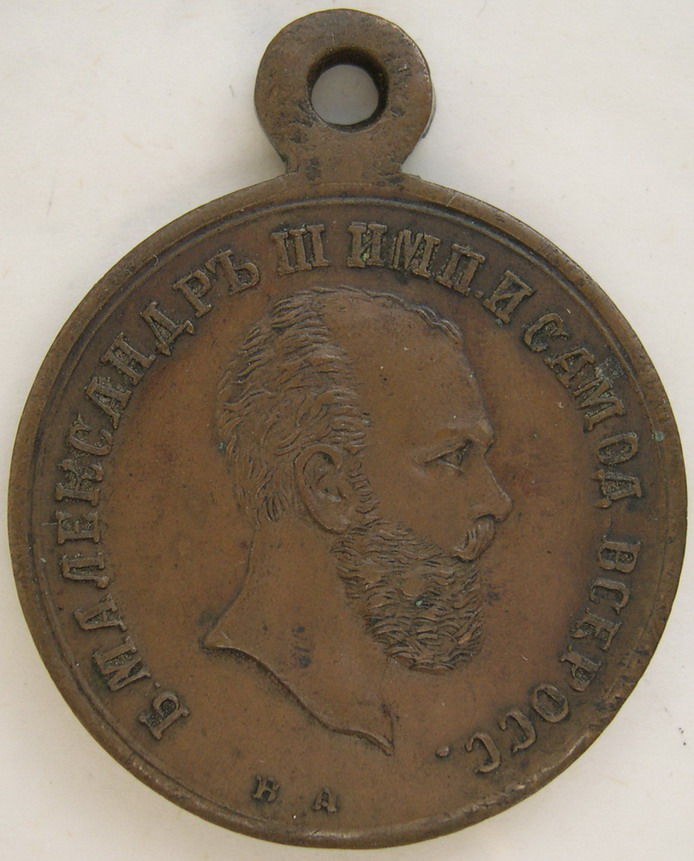 Б. М. АЛЕКСАНДРЪ III ИМП. И САМОД. ВСЕРОСС.
В А